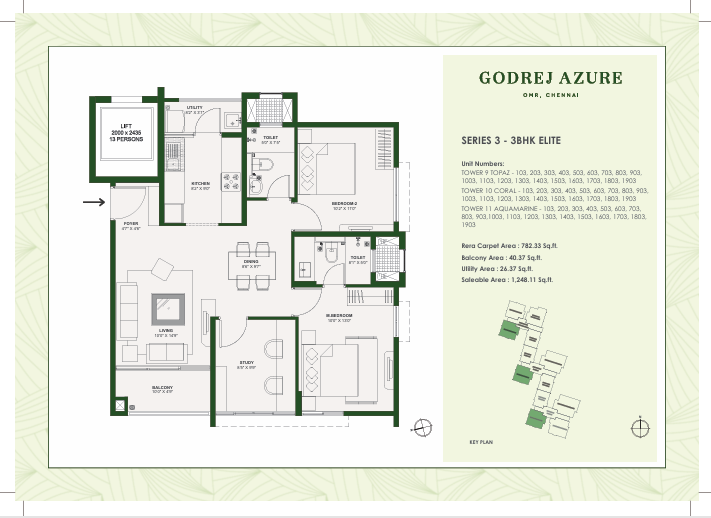 GODREJ AZURE
OMR, CHENNAI
SERIES 3 - 3BHK ELITE
Unit Numbers:
TOWER 9 TOPAZ - 103, 203, 303, 403, 503, 603, 703, 803, 903,
1003, 1103, 1203, 1303, 1403, 1503, 1603, 1703, 1803, 1903
TOWER 10 CORAL - 103, 203, 303, 403, 503, 603, 703, 803, 903,
1003, 1103, 1203, 1303, 1403, 1503, 1603, 1703, 1803, 1903
TOWER 11 AQUAMARINE - 103, 203, 303, 403, 503, 603, 703,
803, 903,1003, 1103, 1203, 1303, 1403, 1503, 1603, 1703, 1803,
1903
Rera Carpet Area : 782.33 Sq.ft.
Balcony Area : 40.37 Sq.ft.
Utility Area : 26.37 Sq.ft.
Saleable Area : 1,248.11 Sq.ft.
KEY PLAN
LIFT
2000 x 2435
13 PERSONS
UTILITY
TOILET
KITCHEN
BEDROOM-2
FOYER
DINING
TOILET
M.BEDROOM
LIVING
STUDY
BALCONY
N